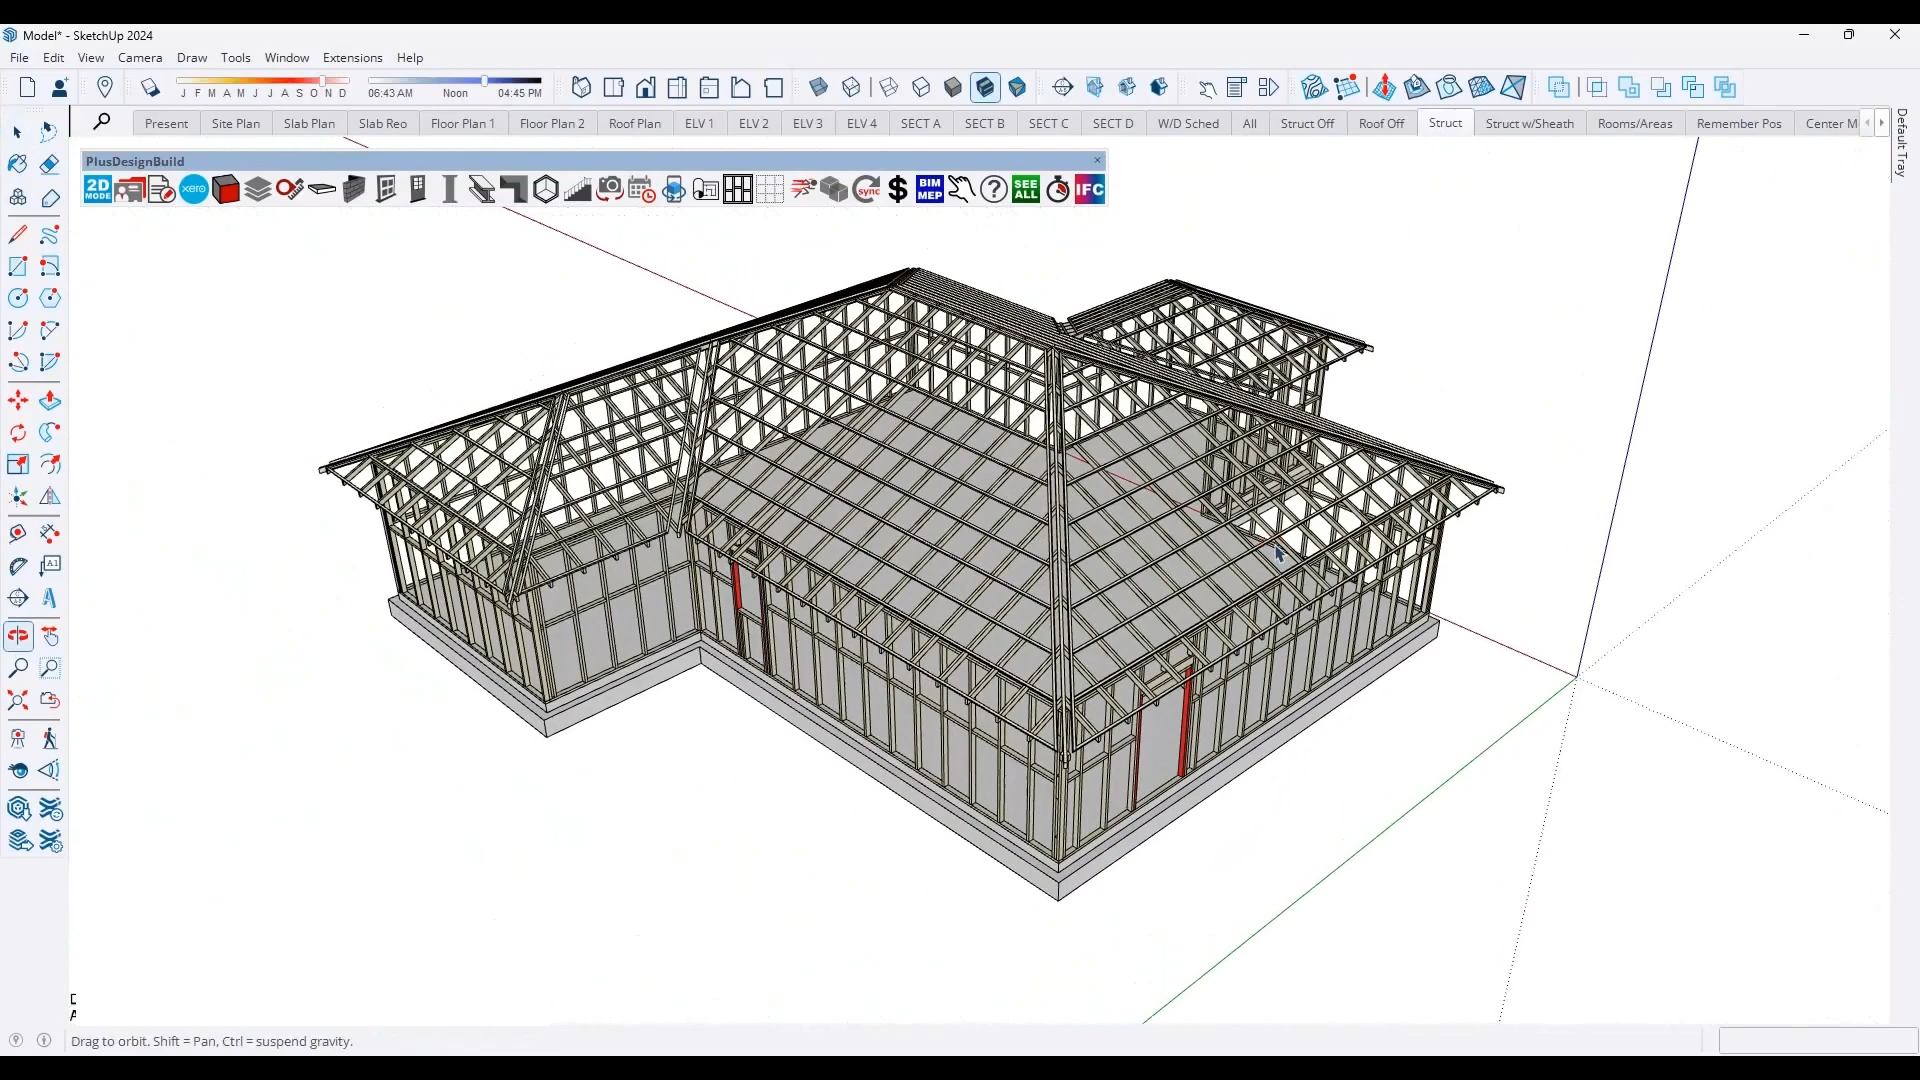 Model* - SketchUp 2024
File Edit View Camera Draw Tools Window Extensions Help
J F M A M J J A S O N D 06:43 AM Noon 04:45 PM
Present Site Plan Slab Plan Slab Reo Floor Plan 1 Floor Plan 2 Roof Plan ELV 1 ELV 2 ELV 3 ELV 4 SECT A SECT B SECT C SECT D W/D Sched All Struct Off Roof Off Struct Struct w/Sheath Rooms/Areas Remember Pos Center M
Default Tray
PlusDesignBuild
2D MODE xero sync $ BIM MEP ? SEE ALL IFC
A1
A
Drag to orbit. Shift = Pan, Ctrl = suspend gravity.